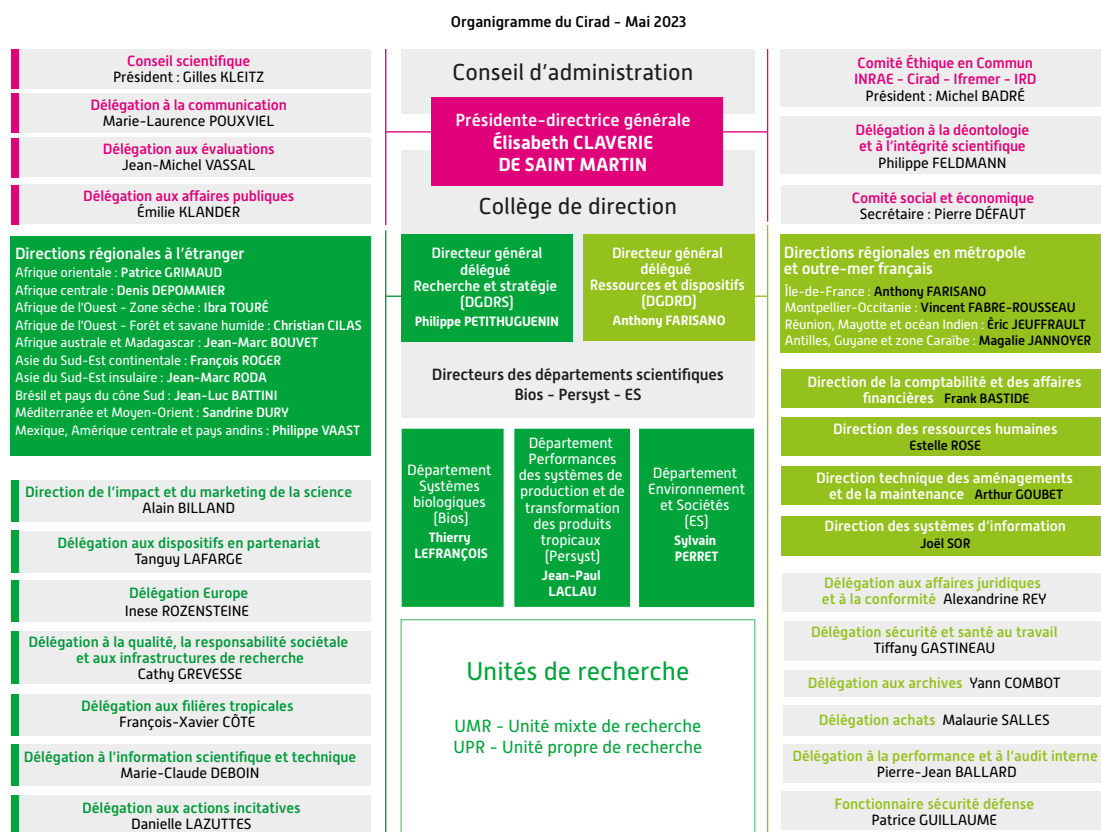 Organigramme du Cirad - Mai 2023
Conseil scientifique
Président : Gilles KLEITZ
Délégation à la communication
Marie-Laurence POUXVIEL
Délégation aux évaluations
Jean-Michel VASSAL
Délégation aux affaires publiques
Émilie KLANDER
Conseil d'administration
Présidente-directrice générale
Élisabeth CLAVERIE
DE SAINT MARTIN
Collège de direction
Comité Éthique en Commun
INRAE - Cirad - Ifremer - IRD
Président : Michel BADRÉ
Délégation à la déontologie
et à l'intégrité scientifique
Philippe FELDMANN
Comité social et économique
Secrétaire : Pierre DÉFAUT
Directions régionales à l'étranger
Afrique orientale : Patrice GRIMAUD
Afrique centrale : Denis DEPOMMIER
Afrique de l'Ouest - Zone sèche : Ibra TOURÉ
Afrique de l'Ouest - Forêt et savane humide : Christian CILAS
Afrique australe et Madagascar : Jean-Marc BOUVET
Asie du Sud-Est continentale : François ROGER
Asie du Sud-Est insulaire : Jean-Marc RODA
Brésil et pays du cône Sud : Jean-Luc BATTINI
Méditerranée et Moyen-Orient : Sandrine DURY
Mexique, Amérique centrale et pays andins : Philippe VAAST
Directeur général
délégué
Recherche et stratégie
(DGDRS)
Philippe PETITHUGUENIN
Directeur général
délégué
Ressources et dispositifs
(DGDRD)
Anthony FARISANO
Directions régionales en métropole
et outre-mer français
Île-de-France : Anthony FARISANO
Montpellier-Occitanie : Vincent FABRE-ROUSSEAU
Réunion, Mayotte et océan Indien : Éric JEUFFRAULT
Antilles, Guyane et zone Caraïbe : Magalie JANNOYER
Directeurs des départements scientifiques
Bios - Persyst - ES
Direction de la comptabilité et des affaires
financières Frank BASTIDE
Direction des ressources humaines
Estelle ROSE
Direction technique des aménagements
et de la maintenance Arthur GOUBET
Direction des systèmes d'information
Joël SOR
Département
Systèmes
biologiques
(Bios)
Thierry
LEFRANÇOIS
Département
Performances
des systèmes de
production et de
transformation
des produits
tropicaux
(Persyst)
Jean-Paul
LACLAU
Département
Environnement
et Sociétés
(ES)
Sylvain
PERRET
Direction de l'impact et du marketing de la science
Alain BILLAND
Délégation aux dispositifs en partenariat
Tanguy LAFARGE
Délégation Europe
Inese ROZENSTEINE
Délégation à la qualité, la responsabilité sociétale
et aux infrastructures de recherche
Cathy GREVESSE
Délégation aux filières tropicales
François-Xavier CÔTE
Délégation à l'information scientifique et technique
Marie-Claude DEBOIN
Délégation aux actions incitatives
Danielle LAZUTTES
Unités de recherche
UMR - Unité mixte de recherche
UPR - Unité propre de recherche
Délégation aux affaires juridiques
et à la conformité Alexandrine REY
Délégation sécurité et santé au travail
Tiffany GASTINEAU
Délégation aux archives Yann COMBOT
Délégation achats Malaurie SALLES
Délégation à la performance et à l'audit interne
Pierre-Jean BALLARD
Fonctionnaire sécurité défense
Patrice GUILLAUME